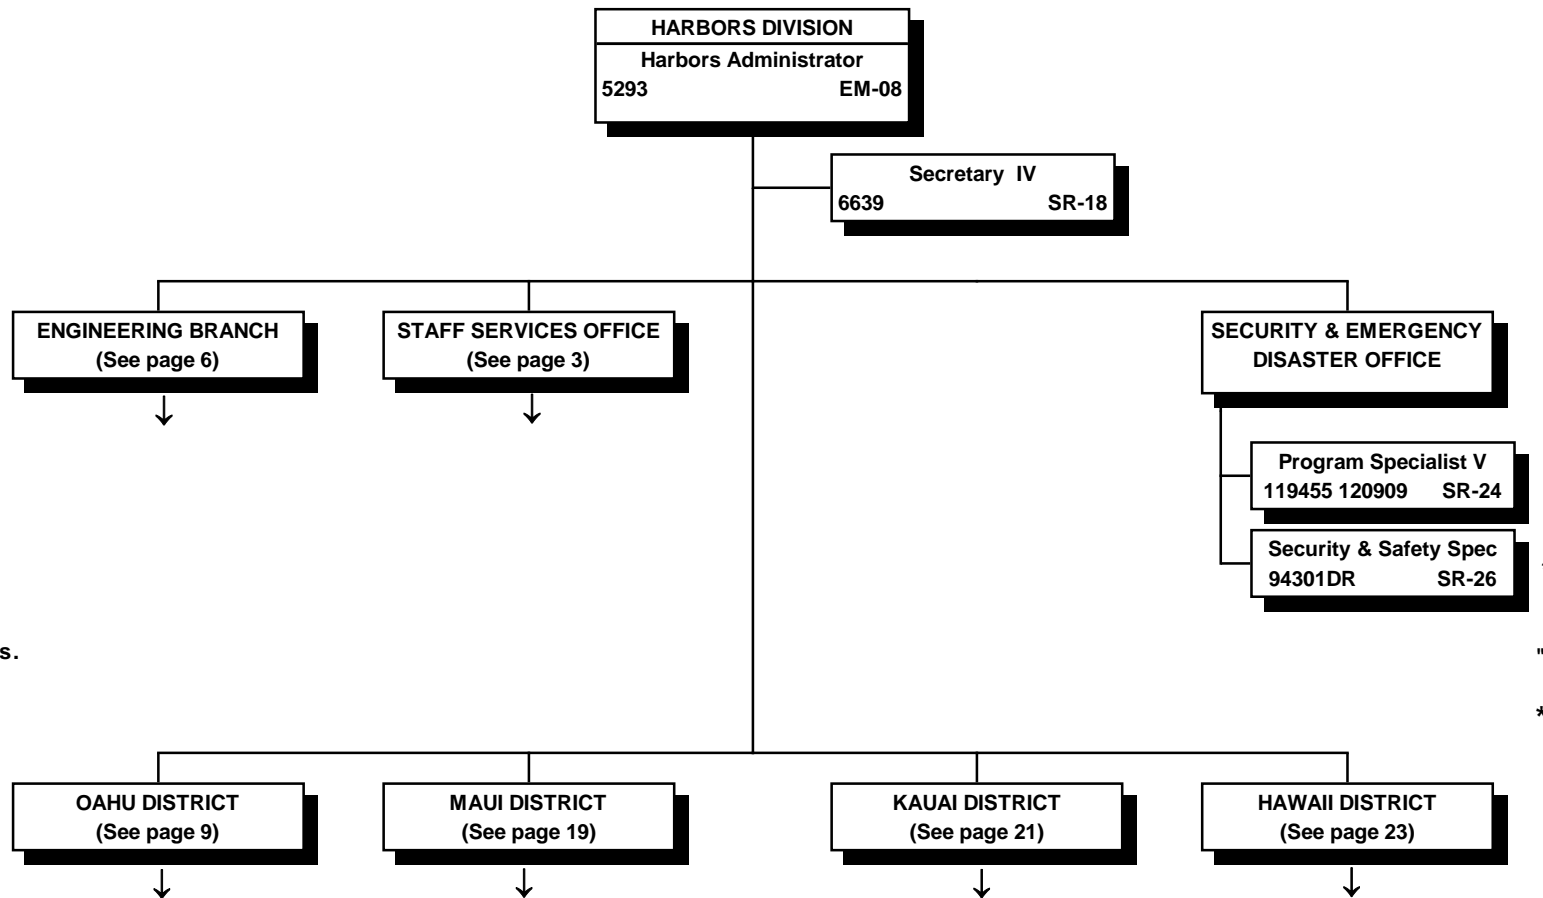 HARBORS DIVISION
Harbors Administrator
5293 EM-08
Secretary IV
6639 SR-18
ENGINEERING BRANCH
(See page 6)
STAFF SERVICES OFFICE
(See page 3)
SECURITY & EMERGENCY
DISASTER OFFICE
Program Specialist V
119455 120909 SR-24
Security & Safety Spec
94301DR SR-26
s.
"
*
OAHU DISTRICT
(See page 9)
MAUI DISTRICT
(See page 19)
KAUAI DISTRICT
(See page 21)
HAWAII DISTRICT
(See page 23)